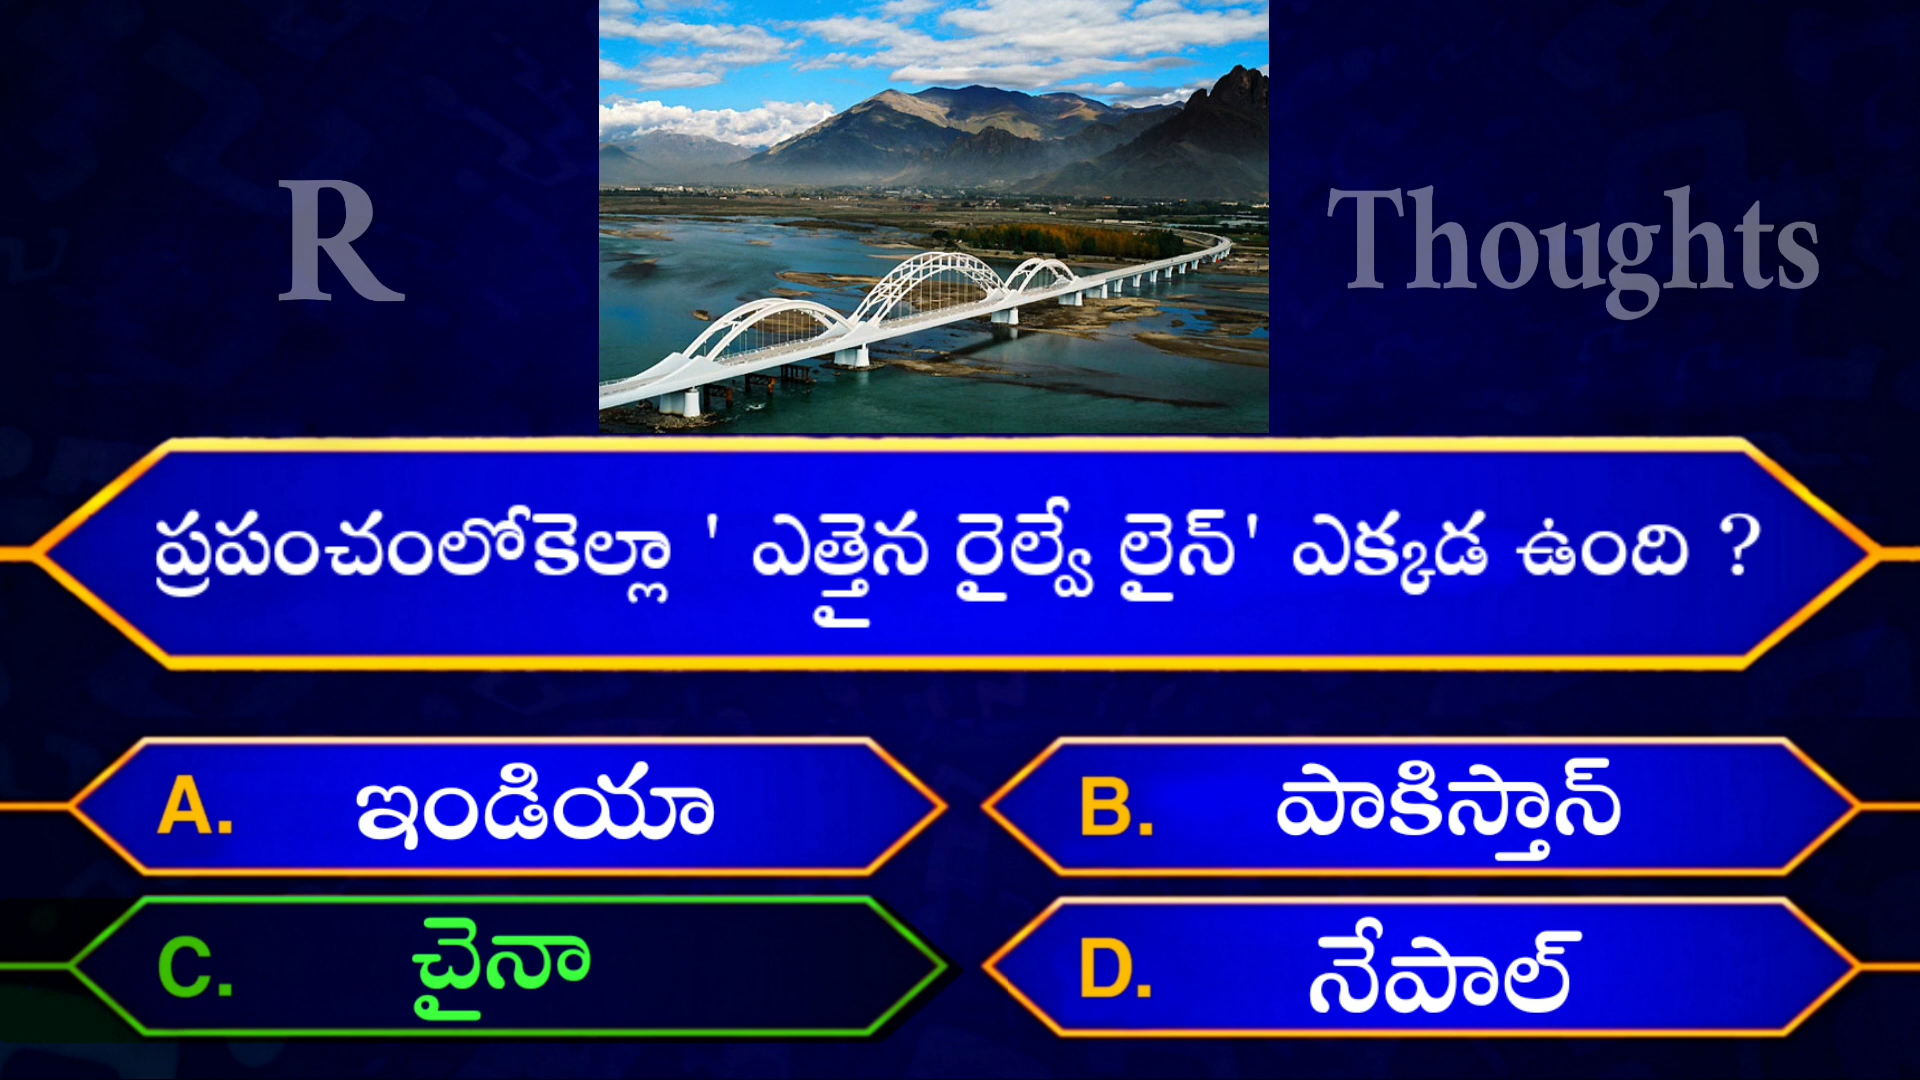 R Thoughts
ప్రపంచంలోకెల్లా ' ఎత్తైన రైల్వే లైన్' ఎక్కడ ఉంది ?
A. ఇండియా
B. పాకిస్తాన్
C. చైనా
D. నేపాల్